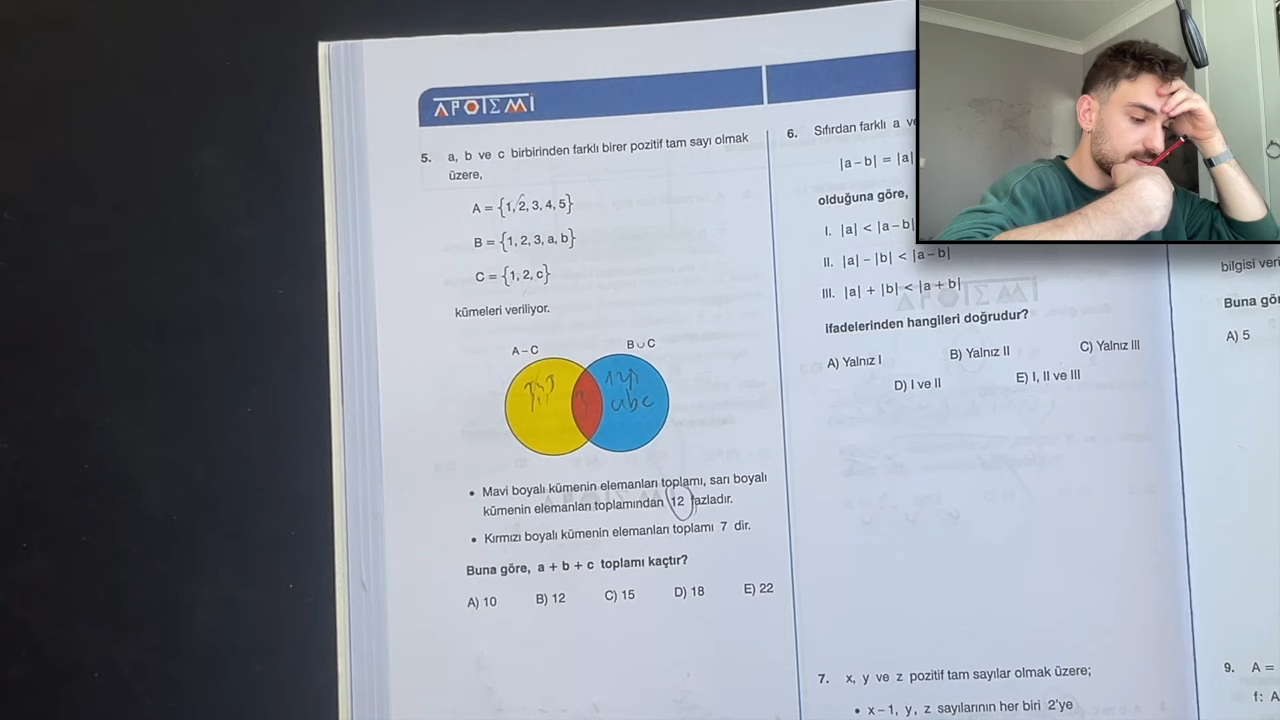 APOTEMİ
5. a, b ve c birbirinden farklı birer pozitif tam sayı olmak
üzere,
A = {1, 2, 3, 4, 5}
B = {1, 2, 3, a, b}
C = {1, 2, c}
kümeleri veriliyor.
A – C
B ∪ C
abc
• Mavi boyalı kümenin elemanları toplamı, sarı boyalı
kümenin elemanları toplamından 12 fazladır.
• Kırmızı boyalı kümenin elemanları toplamı 7 dir.
Buna göre, a + b + c toplamı kaçtır?
A) 10 B) 12 C) 15 D) 18 E) 22
6. Sıfırdan farklı a ve
|a – b| = |a|
olduğuna göre,
I. |a| < |a – b|
II. |a| – |b| < |a – b|
III. |a| + |b| < |a + b|
ifadelerinden hangileri doğrudur?
A) Yalnız I B) Yalnız II C) Yalnız III
D) I ve II E) I, II ve III
7. x, y ve z pozitif tam sayılar olmak üzere;
• x – 1, y, z sayılarının her biri 2'ye
bilgisi veri
Buna gö
A) 5
9. A =
f: A